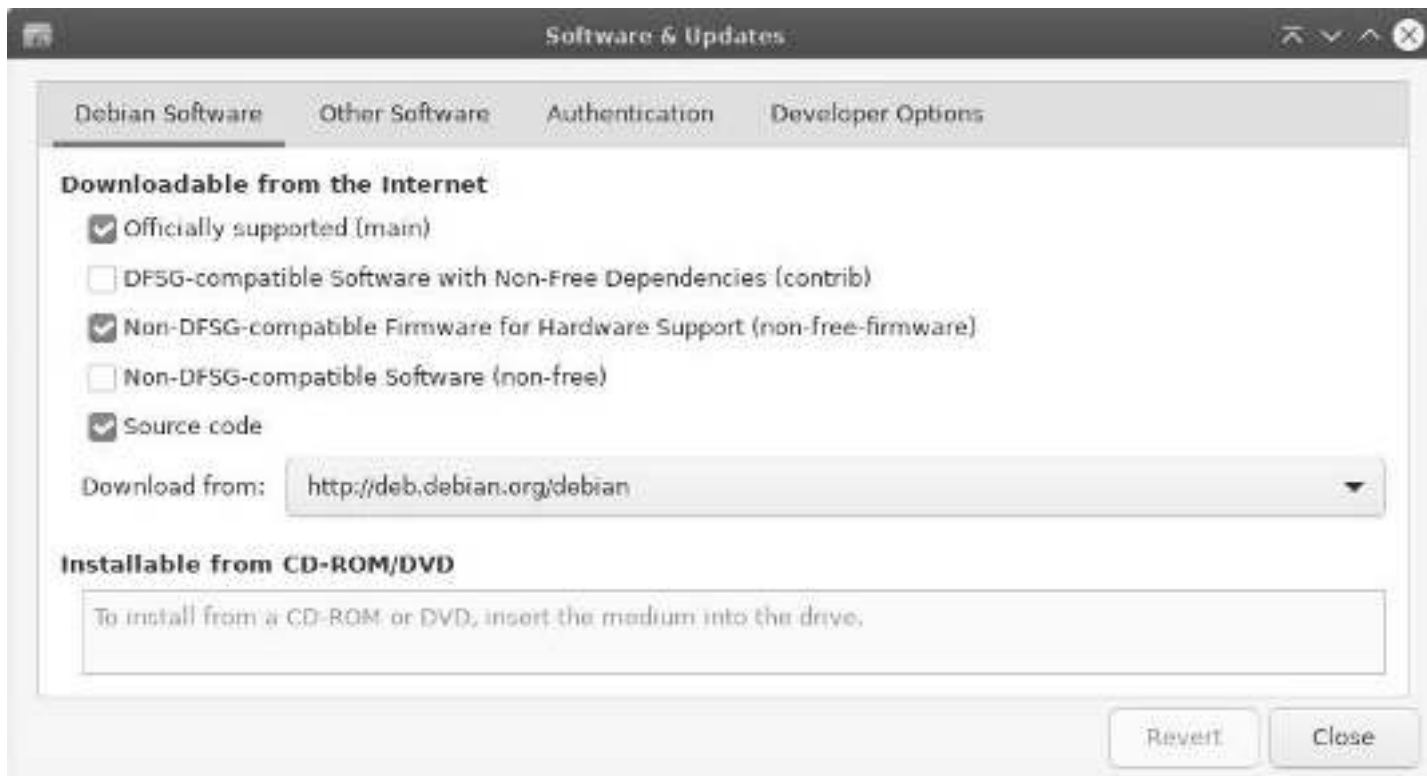 Software & Updates
Debian Software Other Software Authentication Developer Options
Downloadable from the Internet
Officially supported (main)
DFSG-compatible Software with Non-Free Dependencies (contrib)
Non-DFSG-compatible Firmware for Hardware Support (non-free-firmware)
Non-DFSG-compatible Software (non-free)
Source code
Download from: http://deb.debian.org/debian
Installable from CD-ROM/DVD
To install from a CD-ROM or DVD, insert the medium into the drive.
Revert Close